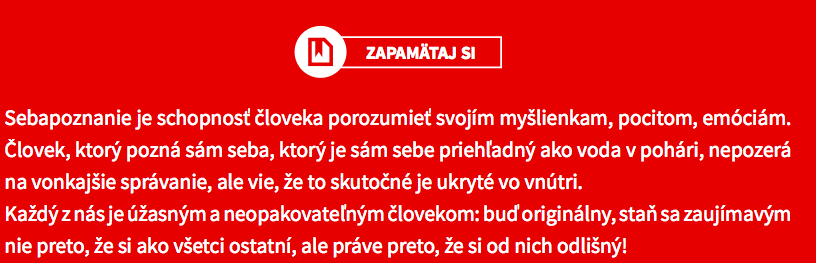 ZAPAMÄTAJ SI
Sebapoznanie je schopnosť človeka porozumieť svojím myšlienkam, pocitom, emóciám.
Človek, ktorý pozná sám seba, ktorý je sám sebe priehľadný ako voda v pohári, nepozerá
na vonkajšie správanie, ale vie, že to skutočné je ukryté vo vnútri.
Každý z nás je úžasným a neopakovateľným človekom: buď originálny, staň sa zaujímavým
nie preto, že si ako všetci ostatní, ale práve preto, že si od nich odlišný!